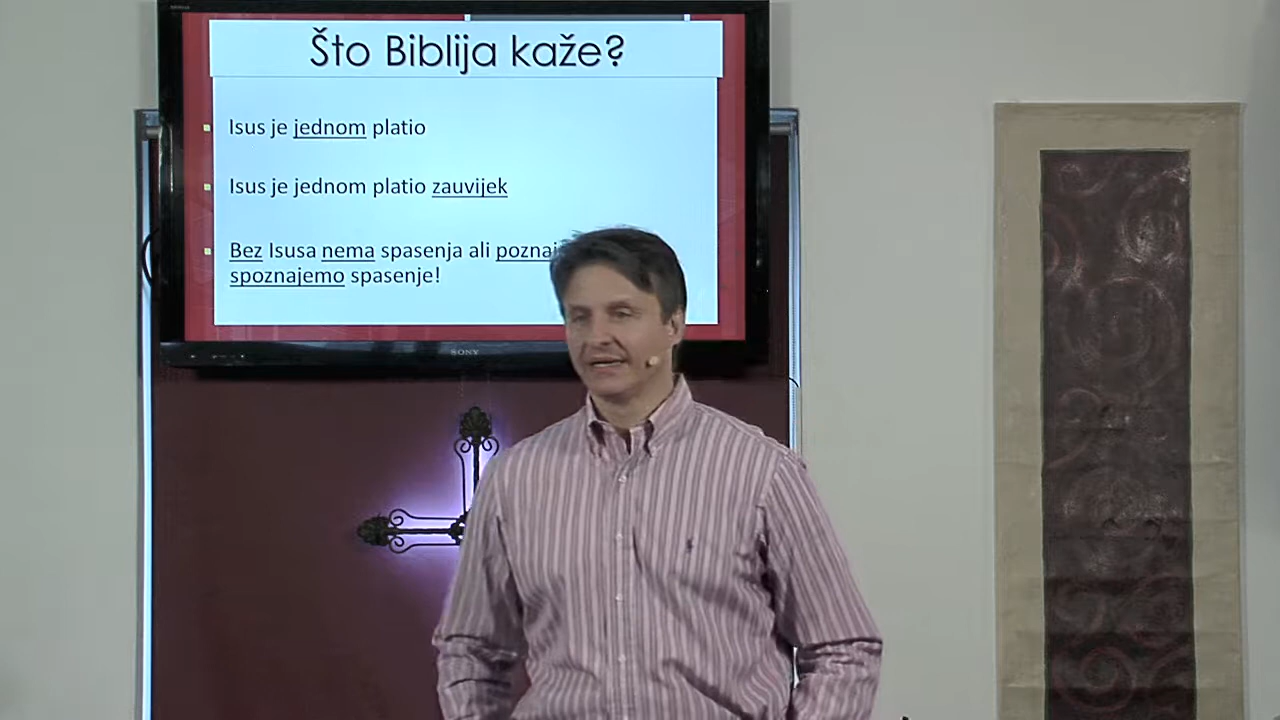 Što Biblija kaže?
Isus je jednom platio
Isus je jednom platio zauvijek
Bez Isusa nema spasenja ali
spoznajemo spasenje!
SONY